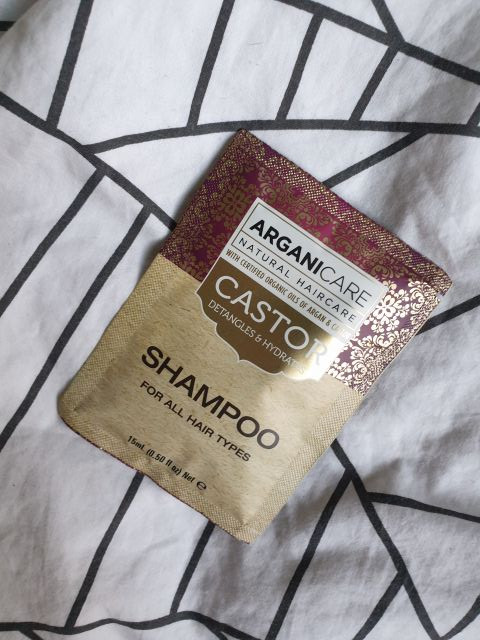 ARGANICARE
NATURAL HAIRCARE
WITH CERTIFIED ORGANIC OILS OF ARGAN &
CASTOR
DETANGLES &
SHAMPOO
FOR ALL HAIR TYPES
15ml (0.50 fl oz) Net ℮